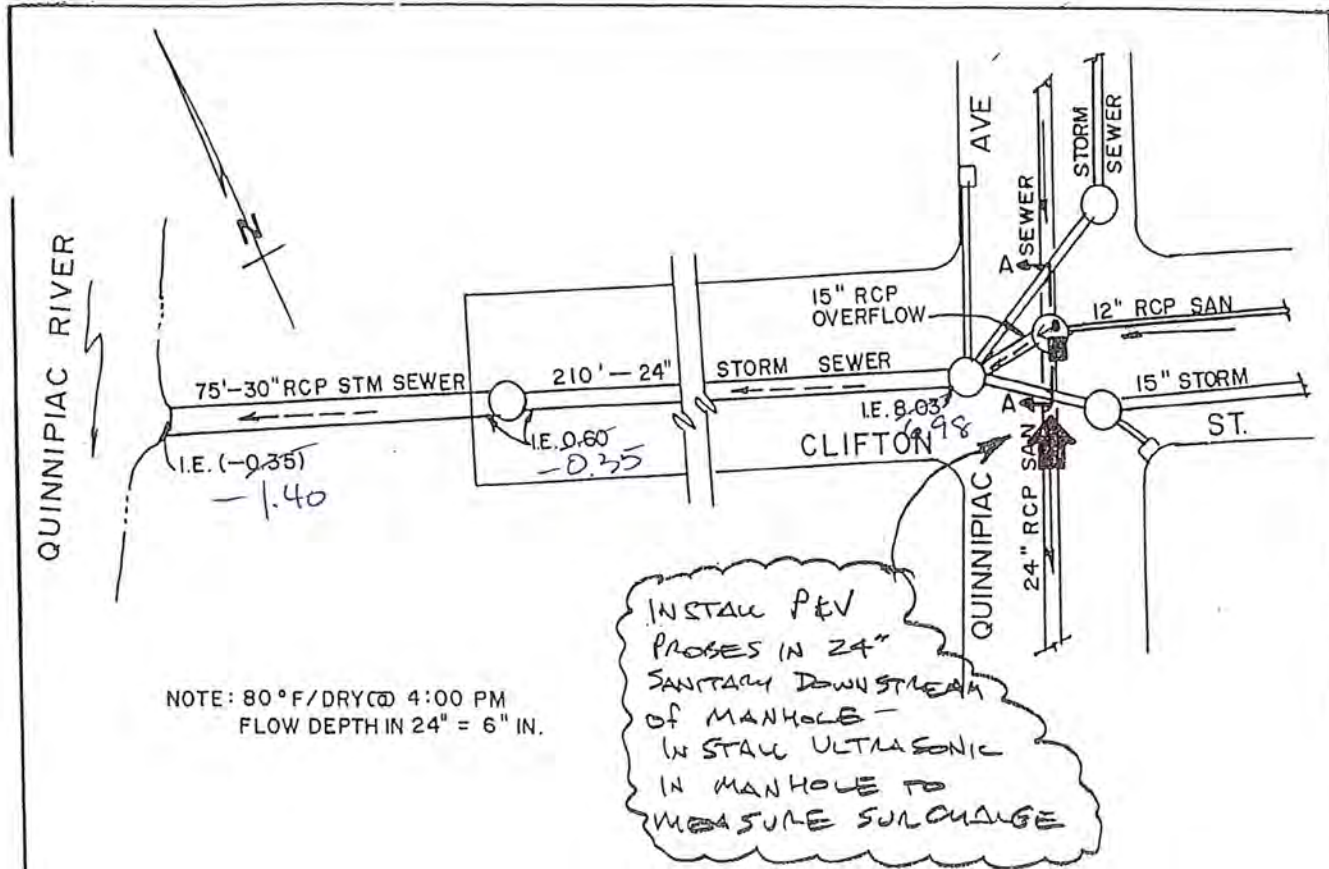 QUINNIPIAC RIVER
N
AVE
STORM
SEWER
SEWER
A
15" RCP
OVERFLOW
12" RCP SAN
75'-30" RCP STM SEWER
210' - 24"
STORM SEWER
15" STORM
I.E. (-0.35)
-1.40
I.E. 0.60
-0.35
I.E. 8.03
6.98
CLIFTON
A
ST.
QUINNIPIAC
24" RCP SAN
INSTALL P&V
PROBES IN 24"
SANITARY DOWNSTREAM
of MANHOLE -
INSTALL ULTRASONIC
IN MANHOLE TO
MEASURE SURCHARGE
NOTE: 80°F/DRY @ 4:00 PM
FLOW DEPTH IN 24" = 6" IN.